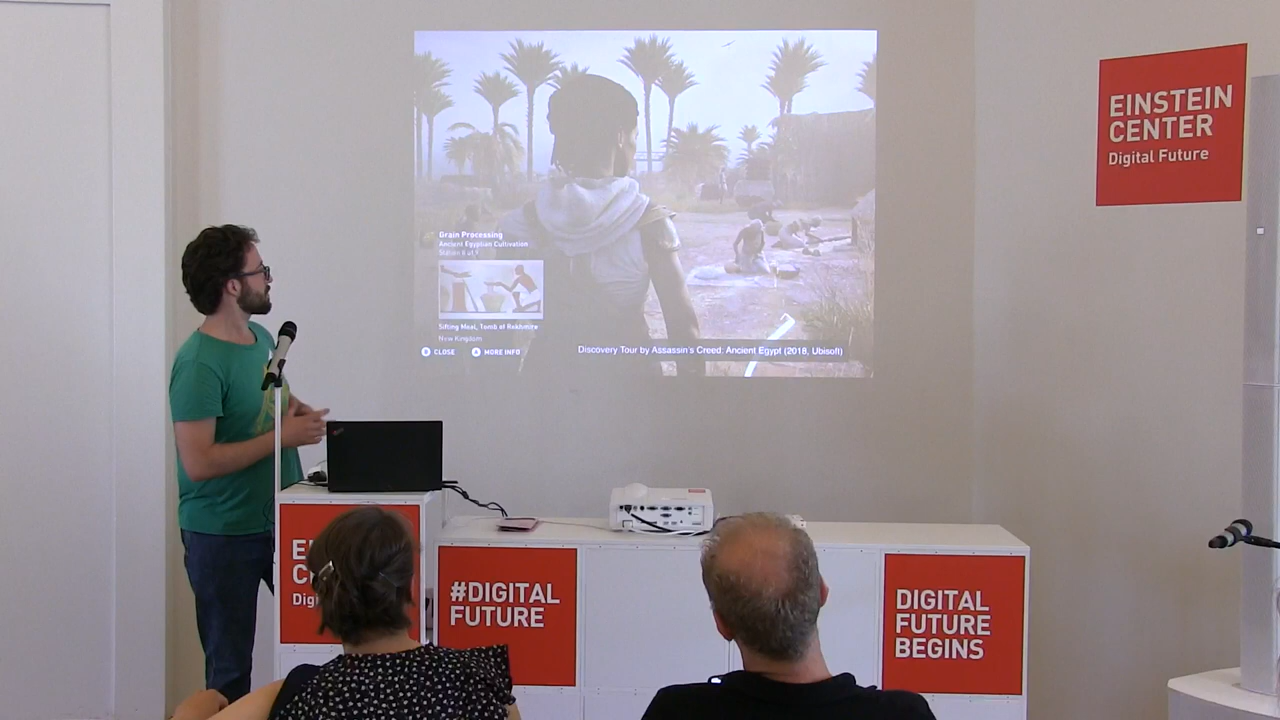 Grain Processing
Ancient Egyptian Cultivation
Sifting Meal, Tomb of Rekhmire
New Kingdom
CLOSE
MORE INFO
Discovery Tour by Assassin's Creed: Ancient Egypt (2018, Ubisoft)
EINSTEIN
CENTER
Digital Future
#DIGITAL
FUTURE
DIGITAL
FUTURE
BEGINS